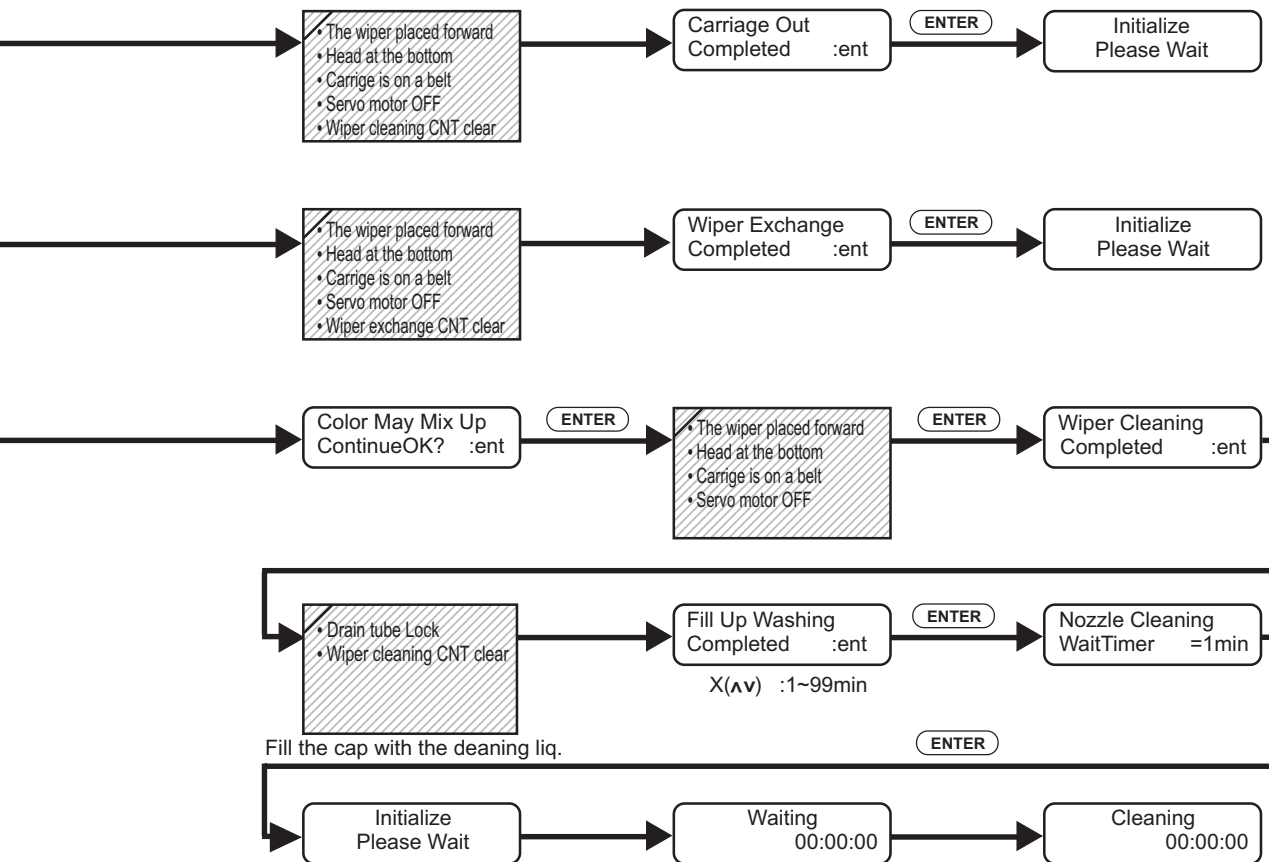 • The wiper placed forward
• Head at the bottom
• Carrige is on a belt
• Servo motor OFF
• Wiper cleaning CNT clear
Carriage Out
Completed :ent
ENTER
Initialize
Please Wait
• The wiper placed forward
• Head at the bottom
• Carrige is on a belt
• Servo motor OFF
• Wiper exchange CNT clear
Wiper Exchange
Completed :ent
ENTER
Initialize
Please Wait
Color May Mix Up
ContinueOK? :ent
ENTER
• The wiper placed forward
• Head at the bottom
• Carrige is on a belt
• Servo motor OFF
ENTER
Wiper Cleaning
Completed :ent
• Drain tube Lock
• Wiper cleaning CNT clear
Fill Up Washing
Completed :ent
ENTER
Nozzle Cleaning
WaitTimer =1min
X(∧∨) :1~99min
Fill the cap with the deaning liq.
ENTER
Initialize
Please Wait
Waiting
00:00:00
Cleaning
00:00:00